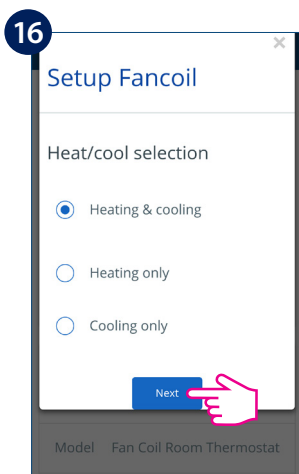 16
×
Setup Fancoil
Heat/cool selection
Heating & cooling
Heating only
Cooling only
Next
Model Fan Coil Room Thermostat